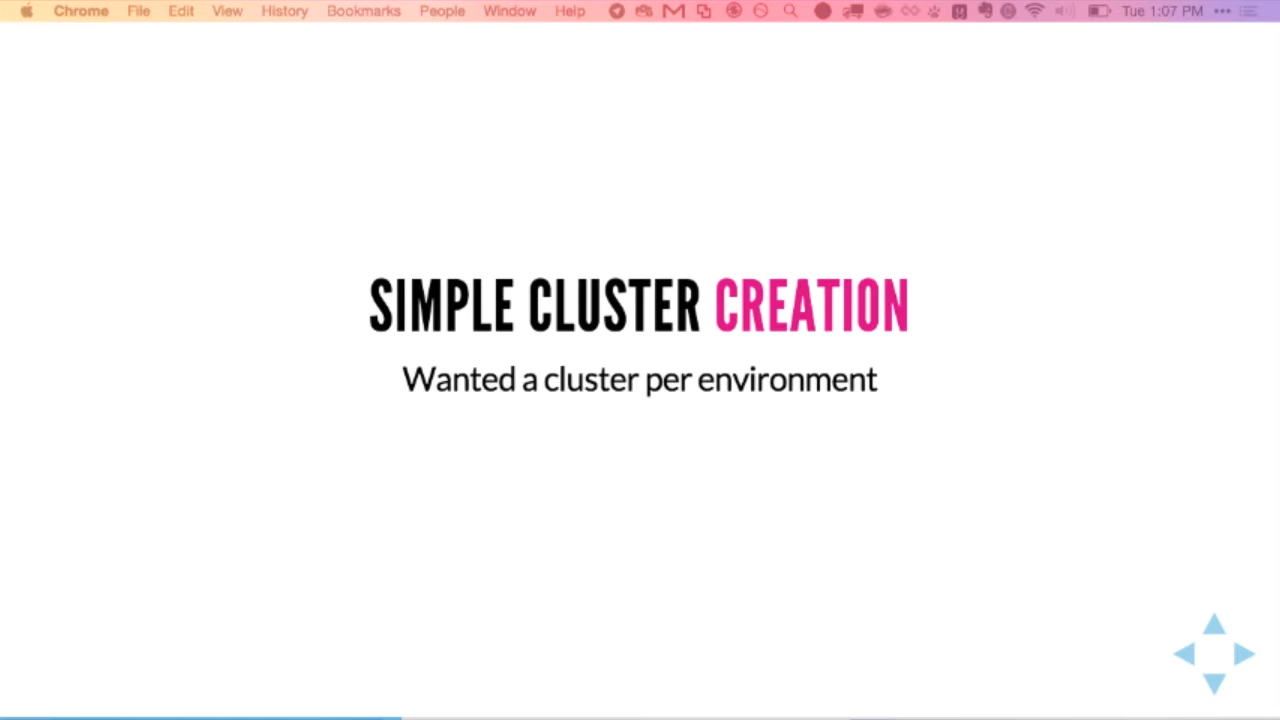 Chrome File Edit View History Bookmarks People Window Help Tue 1:07 PM
SIMPLE CLUSTER CREATION
Wanted a cluster per environment